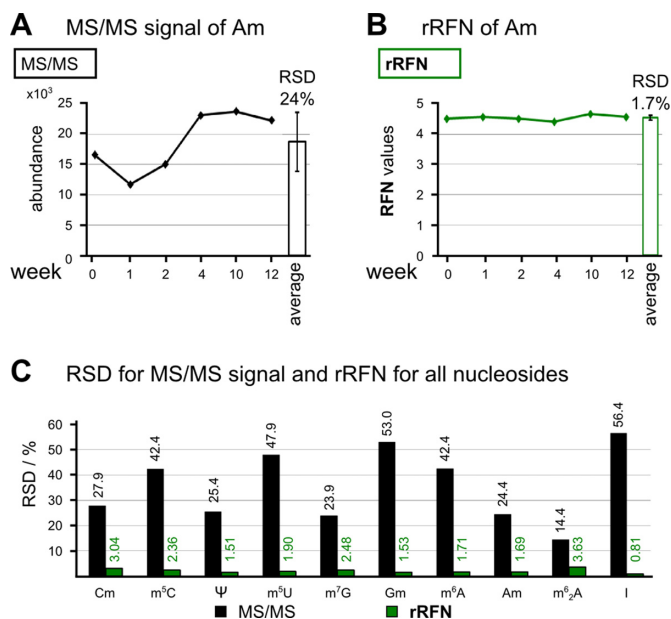 A MS/MS signal of Am
MS/MS
RSD
24%
x10³
25
20
15
10
5
0
abundance
week
0 1 2 4 10 12 average
B rRFN of Am
rRFN
RSD
1.7%
5
4
3
2
1
0
RFN values
week
0 1 2 4 10 12 average
C RSD for MS/MS signal and rRFN for all nucleosides
60
50
40
30
20
10
RSD / %
27.9 3.04 42.4 2.36 25.4 1.51 47.9 1.90 23.9 2.48 53.0 1.53 42.4 1.71 24.4 1.69 14.4 3.63 56.4 0.81
Cm m⁵C Ψ m⁵U m⁷G Gm m⁶A Am m⁶₂A I
MS/MS rRFN